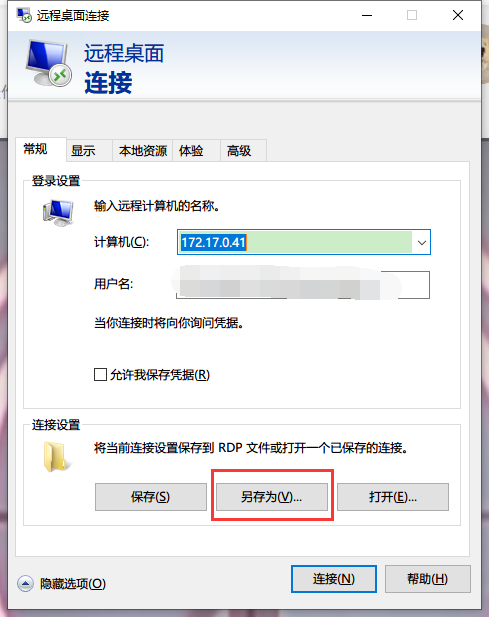 远程桌面连接
远程桌面
连接
常规 显示 本地资源 体验 高级
登录设置
输入远程计算机的名称。
计算机(C): 172.17.0.41
用户名:
当你连接时将向你询问凭据。
允许我保存凭据(R)
连接设置
将当前连接设置保存到 RDP 文件或打开一个已保存的连接。
保存(S) 另存为(V)... 打开(E)...
隐藏选项(O) 连接(N) 帮助(H)